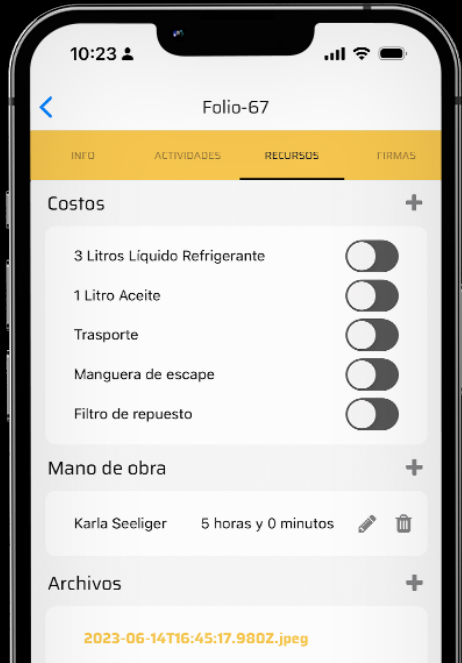 10:23
Folio-67
INFO ACTIVIDADES RECURSOS FIRMAS
Costos
3 Litros Líquido Refrigerante
1 Litro Aceite
Trasporte
Manguera de escape
Filtro de repuesto
Mano de obra
Karla Seeliger 5 horas y 0 minutos
Archivos
2023-06-14T16:45:17.980Z.jpeg